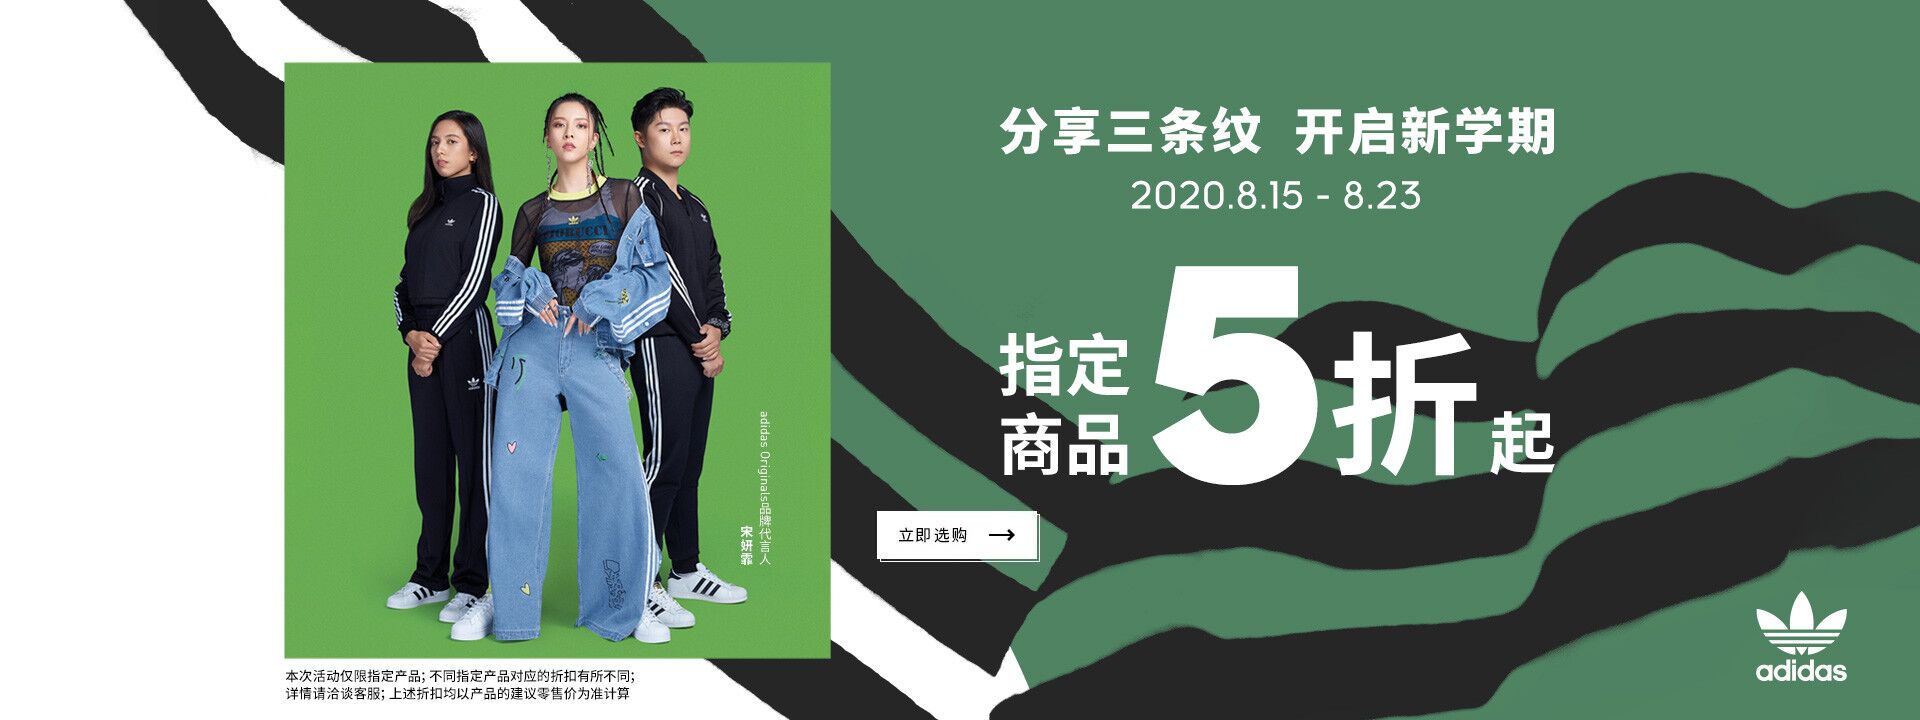 分享三条纹 开启新学期
2020.8.15 - 8.23
指定
商品
5折起
立即选购
adidas Originals品牌代言人
宋妍霏
FIORUCCI
本次活动仅限指定产品；不同指定产品对应的折扣有所不同；
详情请洽谈客服；上述折扣均以产品的建议零售价为准计算
adidas